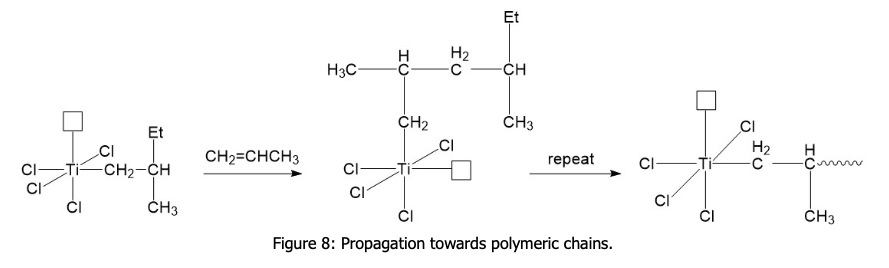 Et
H3C
H
C
H2
C
CH
CH2
CH3
Et
Cl
Cl
Ti
CH2
CH
Cl
Cl
CH3
CH2=CHCH3
Cl
Cl
Ti
Cl
Cl
repeat
Cl
Cl
Ti
H2
C
H
C
Cl
Cl
CH3
Figure 8: Propagation towards polymeric chains.